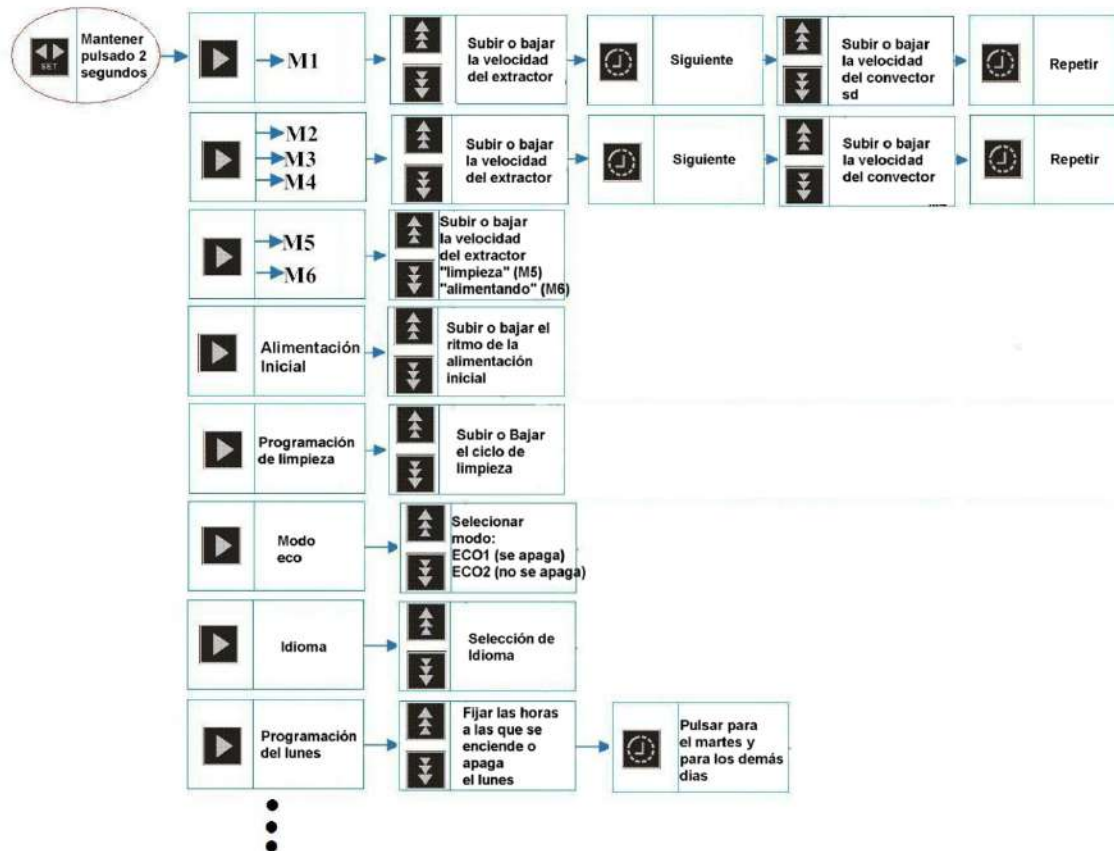 SET
Mantener
pulsado 2
segundos
M1
Subir o bajar
la velocidad
del extractor
Siguiente
Subir o bajar
la velocidad
del convector
sd
Repetir
M2
M3
M4
Subir o bajar
la velocidad
del extractor
Siguiente
Subir o bajar
la velocidad
del convector
Repetir
M5
M6
Subir o bajar
la velocidad
del extractor
"limpieza" (M5)
"alimentando" (M6)
Alimentación
Inicial
Subir o bajar el
ritmo de la
alimentación
inicial
Programación
de limpieza
Subir o Bajar
el ciclo de
limpieza
Modo
eco
Selecionar
modo:
ECO1 (se apaga)
ECO2 (no se apaga)
Idioma
Selección de
Idioma
Programación
del lunes
Fijar las horas
a las que se
enciende o
apaga
el lunes
Pulsar para
el martes y
para los demás
dias